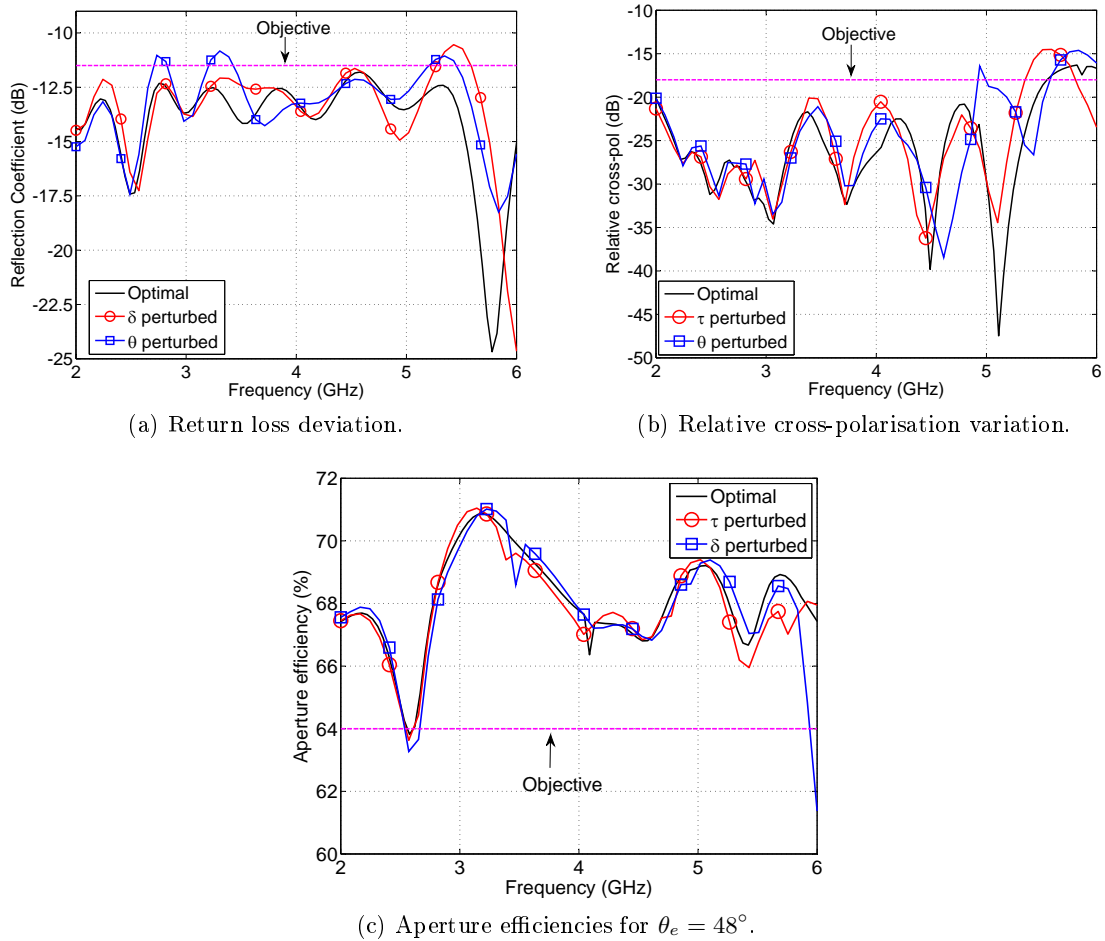 Objective
-10
-12.5
-15
-17.5
-20
-22.5
-25
Reflection Coefficient (dB)
Optimal
δ perturbed
θ perturbed
2
3
4
5
6
Frequency (GHz)
(a) Return loss deviation.
Objective
-10
-15
-20
-25
-30
-35
-40
-45
-50
Relative cross-pol (dB)
Optimal
τ perturbed
θ perturbed
2
3
4
5
6
Frequency (GHz)
(b) Relative cross-polarisation variation.
72
70
68
66
64
62
60
Aperture efficiency (%)
Optimal
τ perturbed
δ perturbed
Objective
2
3
4
5
6
Frequency (GHz)
(c) Aperture efficiencies for θe = 48°.